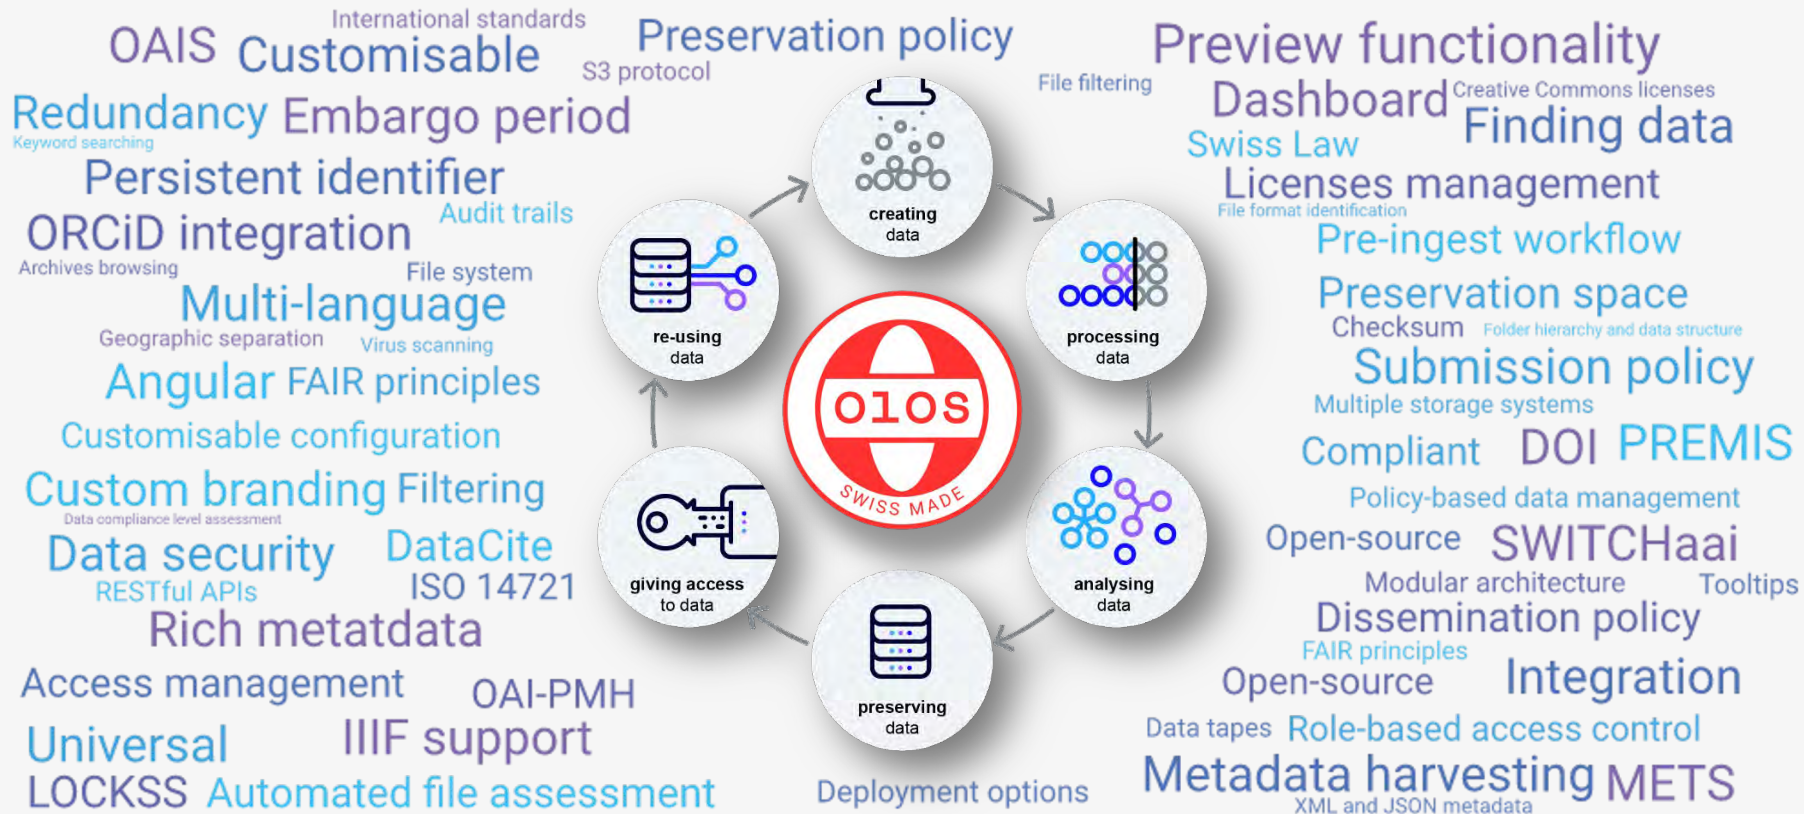 International standards
OAIS
Customisable
S3 protocol
Preservation policy
Redundancy
Embargo period
Keyword searching
Persistent identifier
Audit trails
ORCiD integration
Archives browsing
File system
Multi-language
Geographic separation
Virus scanning
Angular
FAIR principles
Customisable configuration
Custom branding
Filtering
Data compliance level assessment
Data security
DataCite
RESTful APIs
ISO 14721
Rich metatdata
Access management
OAI-PMH
Universal
IIIF support
LOCKSS
Automated file assessment
creating
data
processing
data
analysing
data
preserving
data
giving access
to data
re-using
data
OLOS
SWISS MADE
Deployment options
File filtering
Preview functionality
Dashboard
Creative Commons licenses
Finding data
Swiss Law
Licenses management
File format identification
Pre-ingest workflow
Preservation space
Checksum
Folder hierarchy and data structure
Submission policy
Multiple storage systems
Compliant
DOI
PREMIS
Policy-based data management
Open-source
SWITCHaai
Modular architecture
Tooltips
Dissemination policy
FAIR principles
Open-source
Integration
Data tapes
Role-based access control
Metadata harvesting
METS
XML and JSON metadata